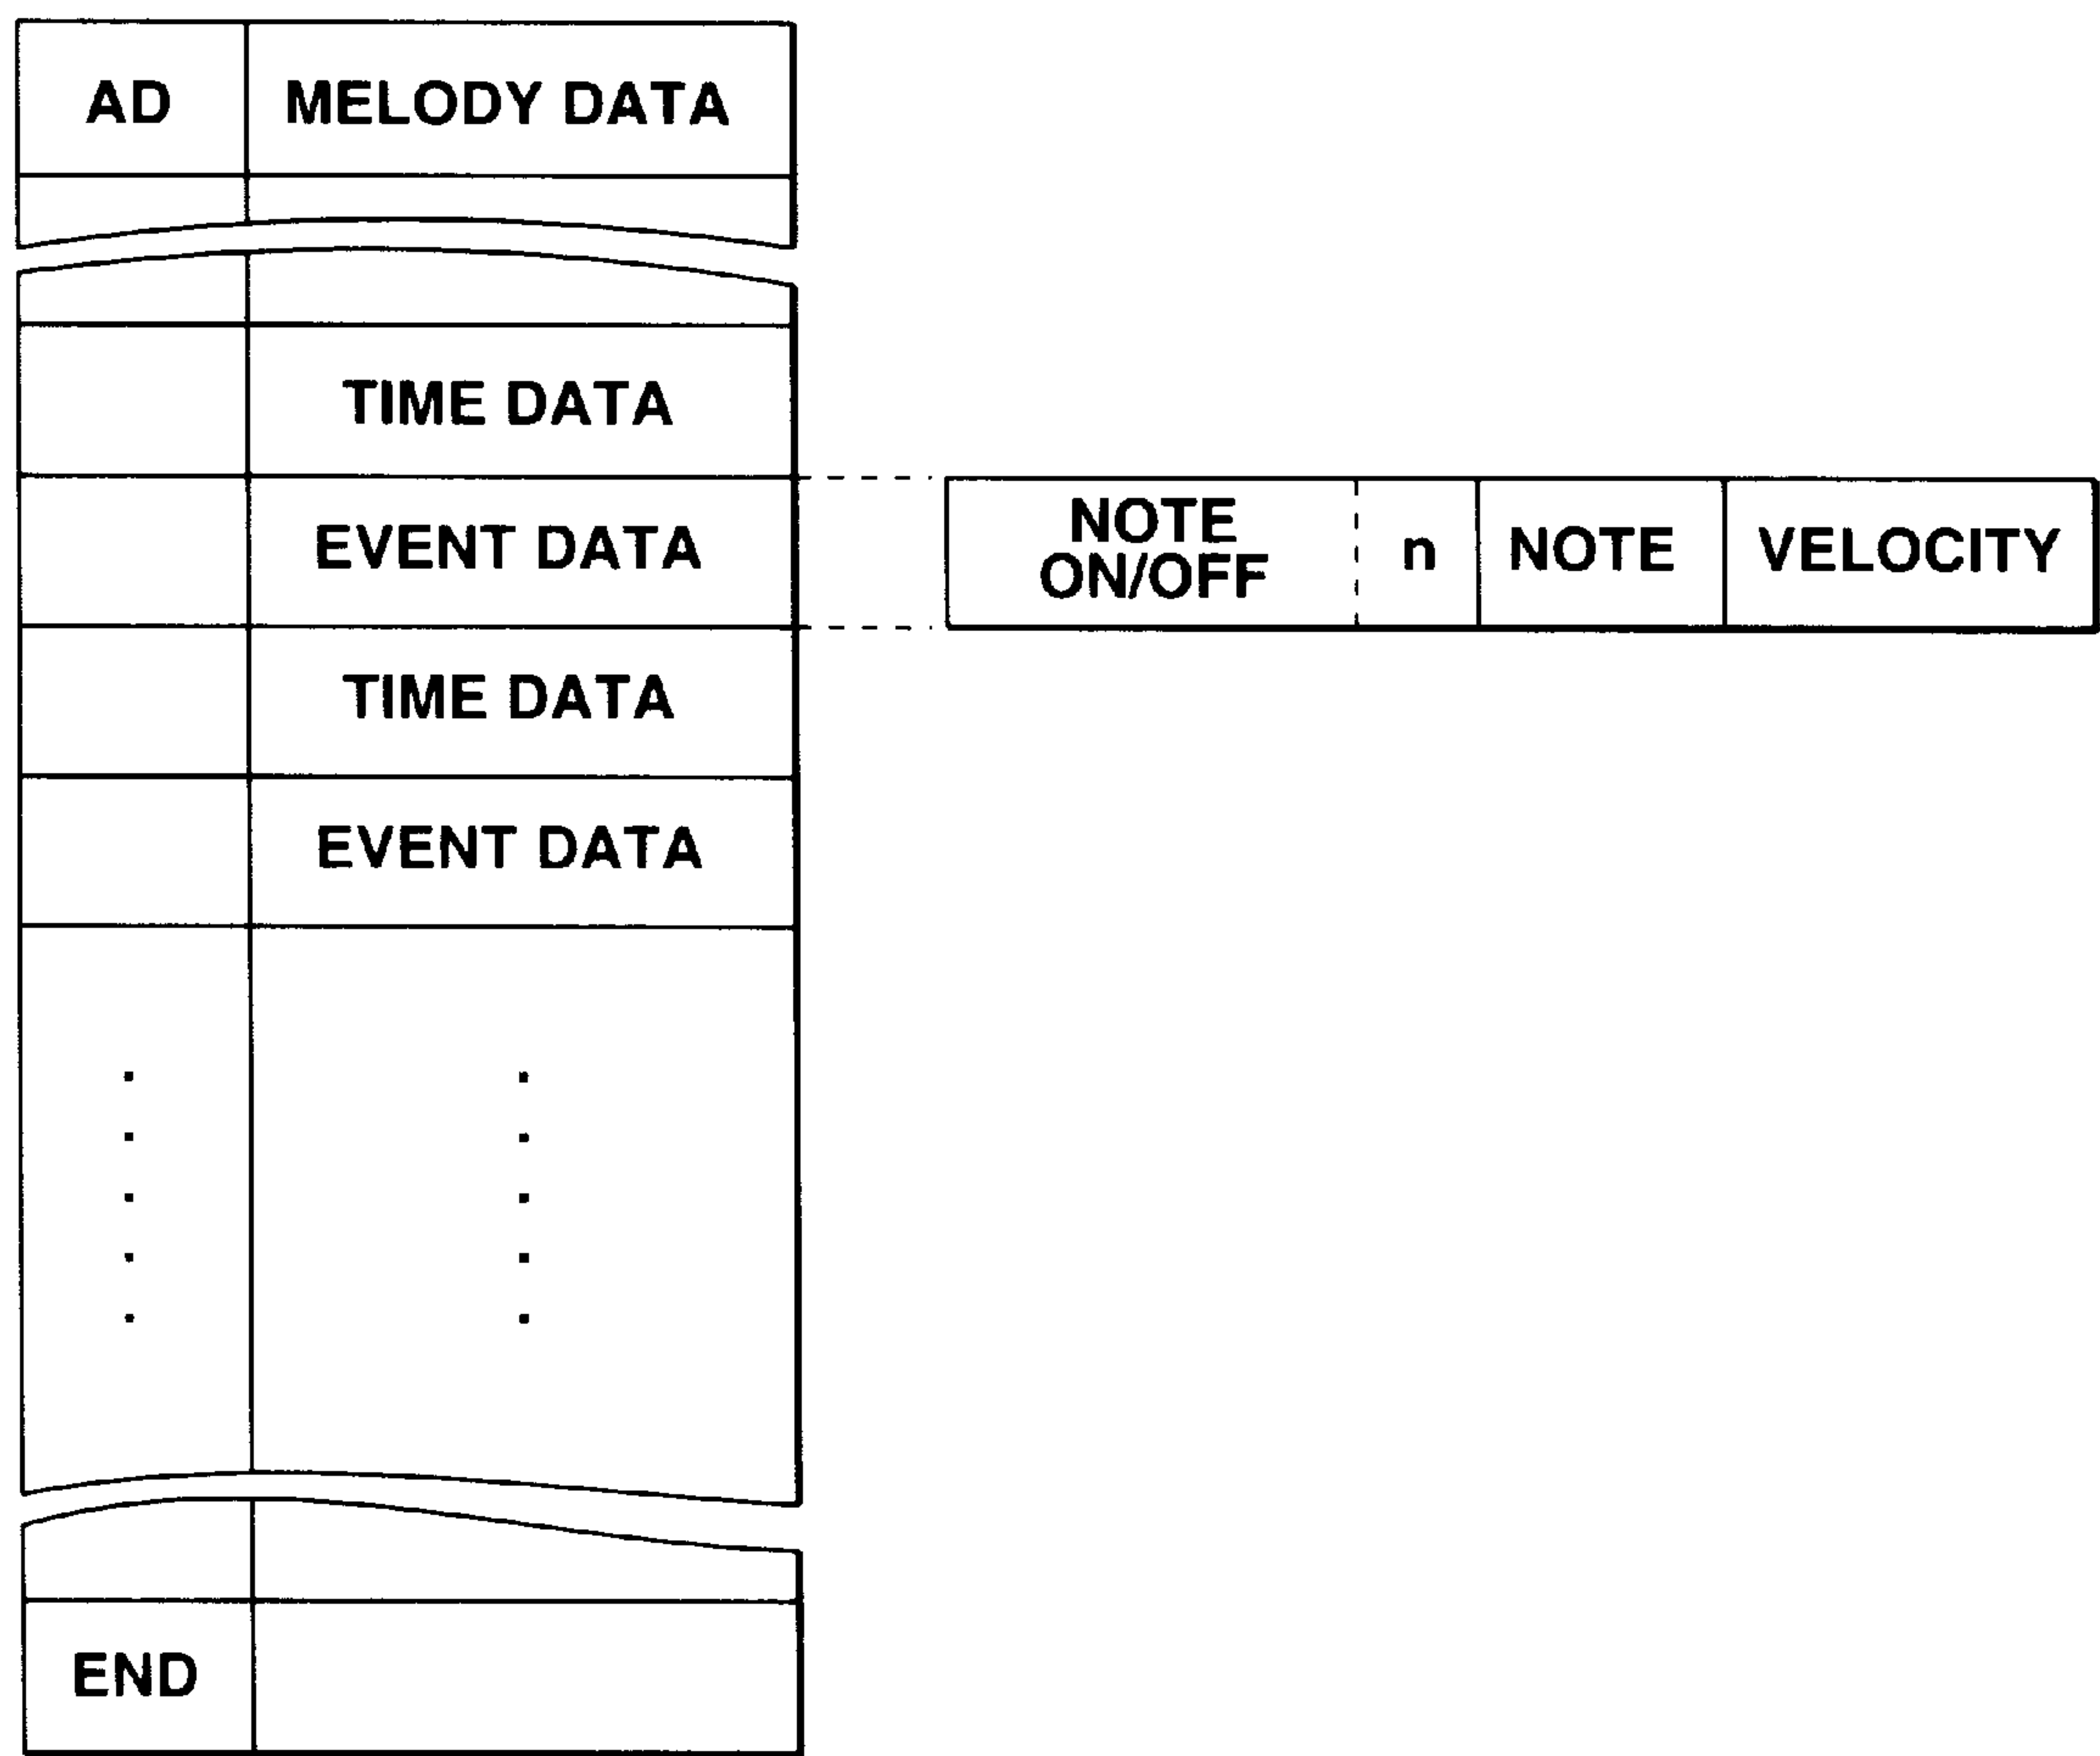 AD MELODY DATA
TIME DATA
EVENT DATA
NOTE
ON/OFF
n NOTE VELOCITY
TIME DATA
EVENT DATA
END